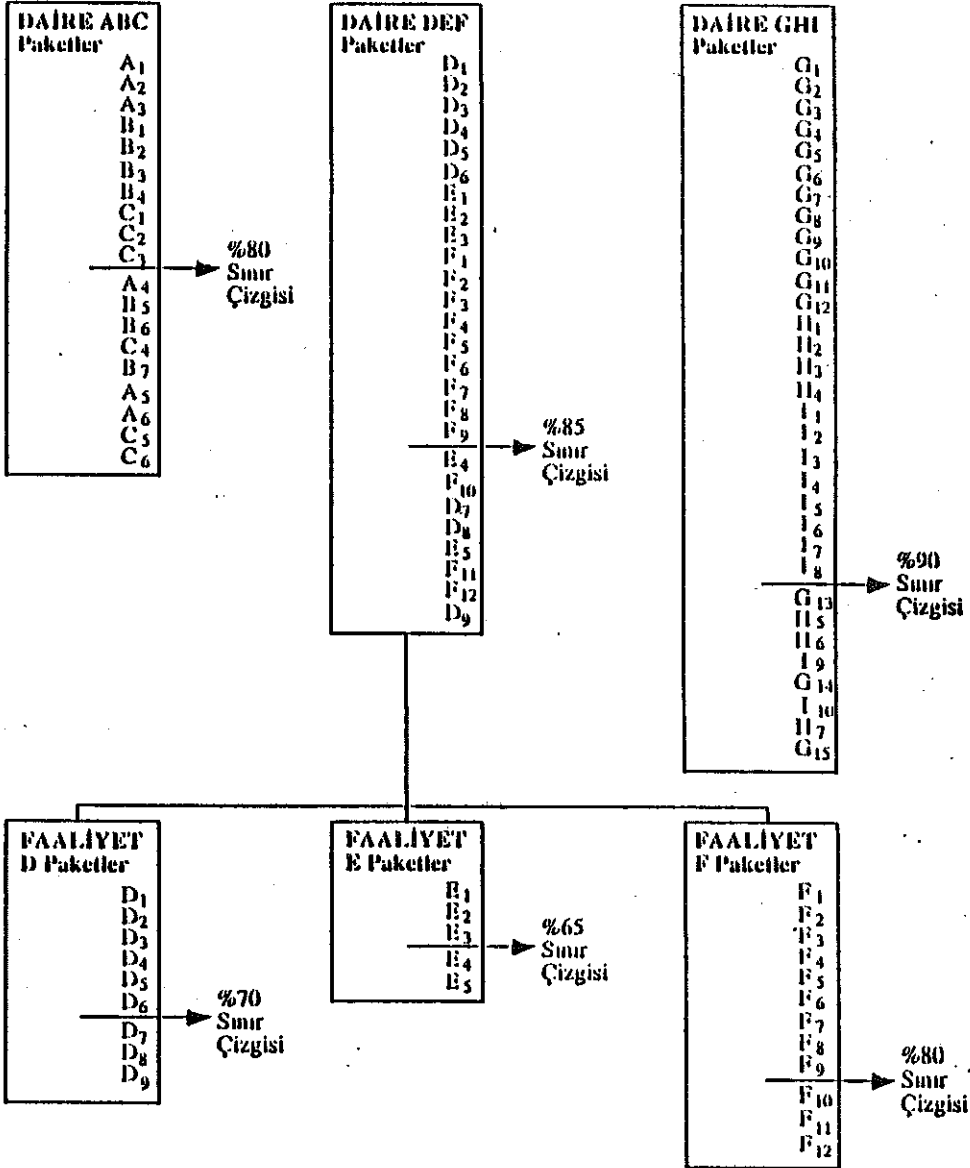 DAİRE ABC
Paketler
A1
A2
A3
B1
B2
B3
B4
C1
C2
C3
A4
B5
B6
C4
B7
A5
A6
C5
C6
%80
Sınır
Çizgisi
DAİRE DEF
Paketler
D1
D2
D3
D4
D5
D6
E1
E2
E3
F1
F2
F3
F4
F5
F6
F7
F8
F9
E4
F10
D7
D8
E5
F11
F12
D9
%85
Sınır
Çizgisi
DAİRE GHI
Paketler
G1
G2
G3
G4
G5
G6
G7
G8
G9
G10
G11
G12
H1
H2
H3
H4
I1
I2
I3
I4
I5
I6
I7
I8
G13
H5
H6
I9
G14
I10
H7
G15
%90
Sınır
Çizgisi
FAALİYET
D Paketler
D1
D2
D3
D4
D5
D6
D7
D8
D9
%70
Sınır
Çizgisi
FAALİYET
E Paketler
E1
E2
E3
E4
E5
%65
Sınır
Çizgisi
FAALİYET
F Paketler
F1
F2
F3
F4
F5
F6
F7
F8
F9
F10
F11
F12
%80
Sınır
Çizgisi